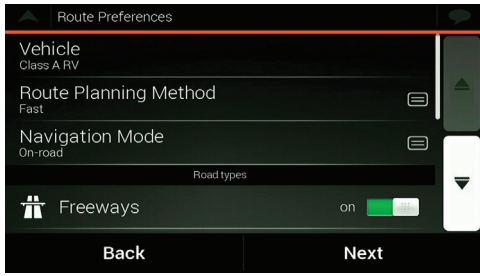 Route Preferences
Vehicle
Class A RV
Route Planning Method
Fast
Navigation Mode
On-road
Road types
Freeways
on
Back
Next